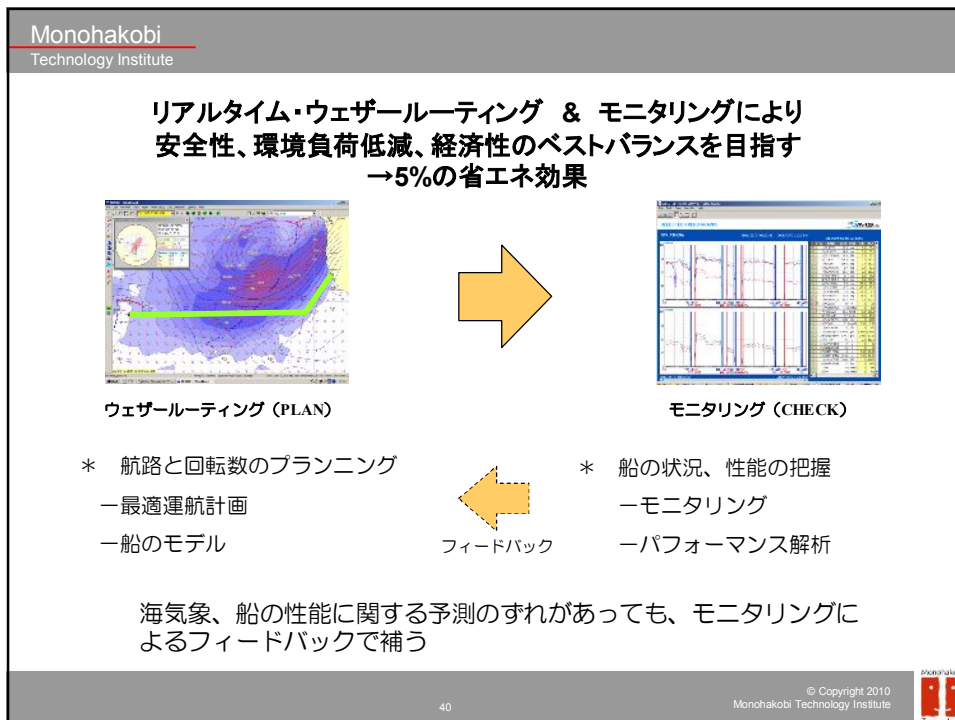 Monohakobi
Technology Institute
リアルタイム・ウェザールーティング & モニタリングにより
安全性、環境負荷低減、経済性のベストバランスを目指す
→5%の省エネ効果
ウェザールーティング（PLAN）
モニタリング（CHECK）
＊ 航路と回転数のプランニング
－最適運航計画
－船のモデル
フィードバック
＊ 船の状況、性能の把握
－モニタリング
－パフォーマンス解析
海気象、船の性能に関する予測のずれがあっても、モニタリングに
よるフィードバックで補う
40
© Copyright 2010
Monohakobi Technology Institute